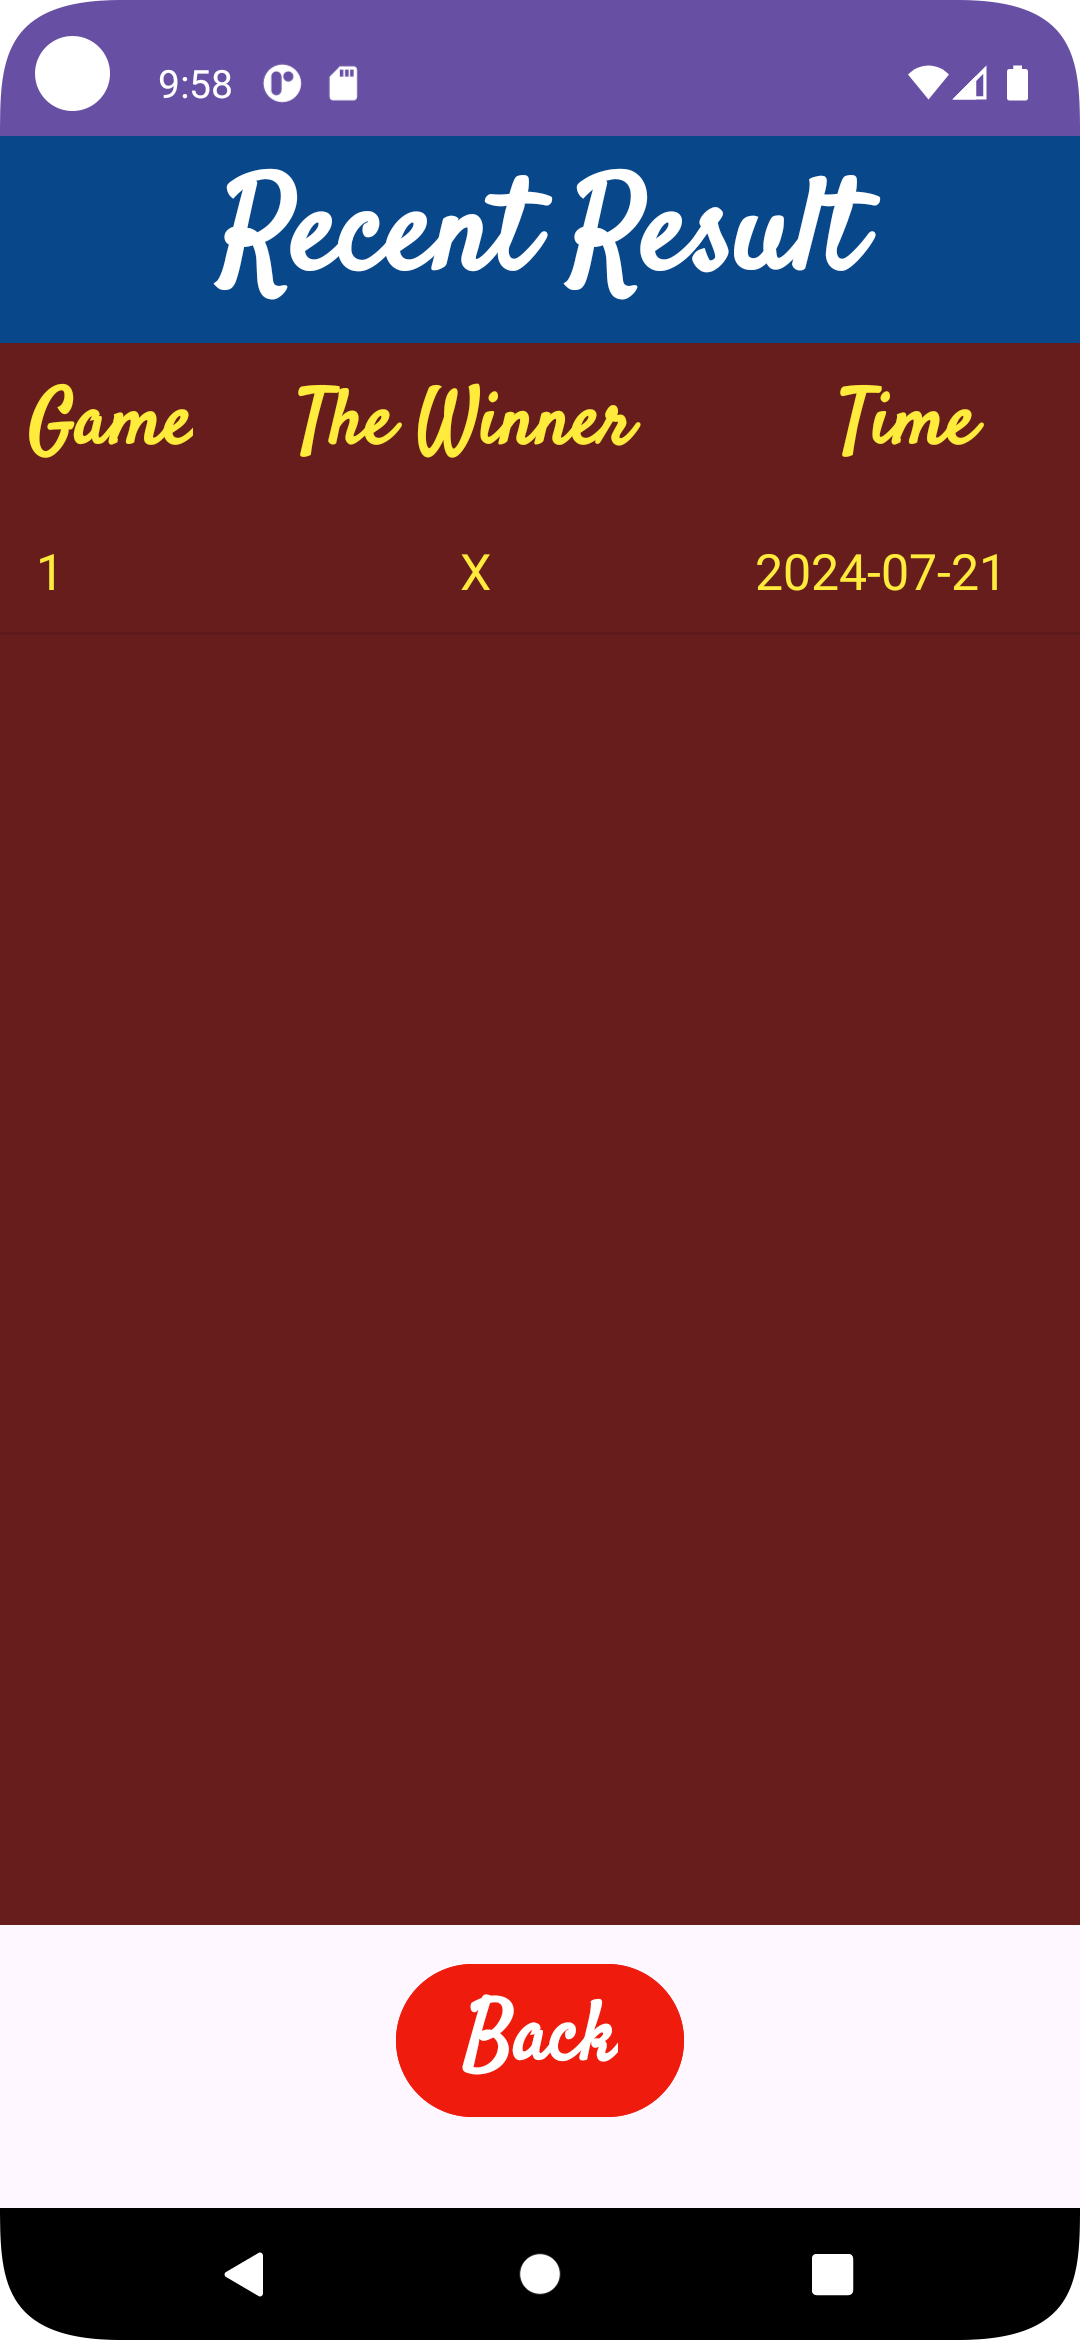 9:58
Recent Result
Game The Winner Time
1 X 2024-07-21
Back